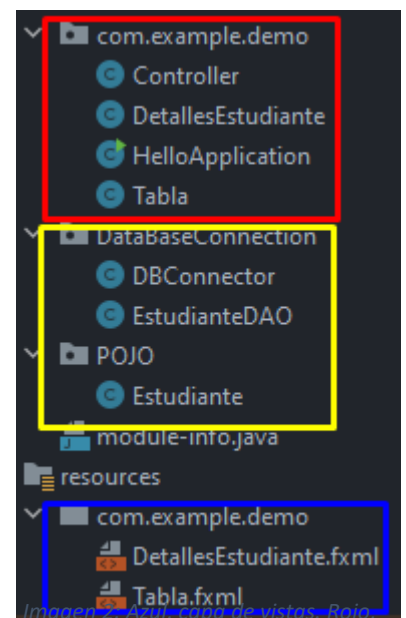 com.example.demo
Controller
DetallesEstudiante
HelloApplication
Tabla
DataBaseConnection
DBConnector
EstudianteDAO
POJO
Estudiante
module-info.java
resources
com.example.demo
DetallesEstudiante.fxml
Tabla.fxml
Imagen 2: Azul, capa de vistas. Rojo,